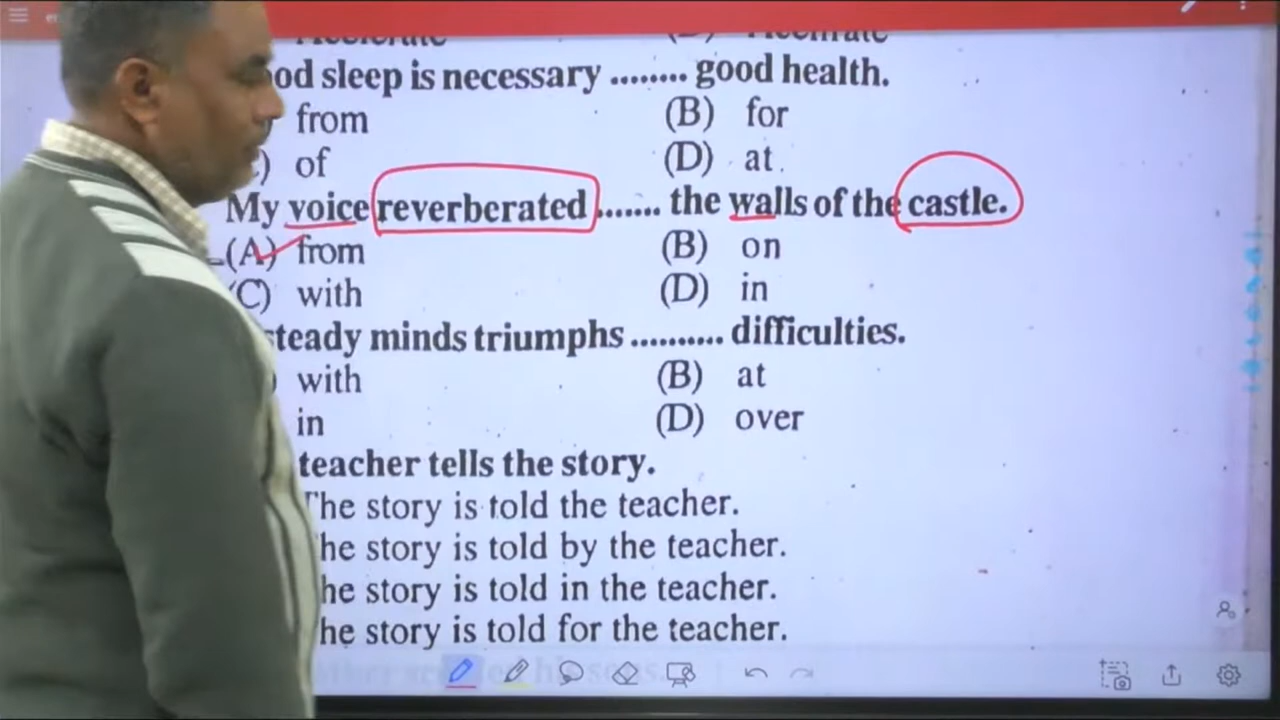 od sleep is necessary ........ good health.
from (B) for
) of (D) at.
My voice reverberated ....... the walls of the castle.
(A) from (B) on
(C) with (D) in
steady minds triumphs .......... difficulties.
) with (B) at
in (D) over
teacher tells the story.
The story is told the teacher.
he story is told by the teacher.
he story is told in the teacher.
he story is told for the teacher.